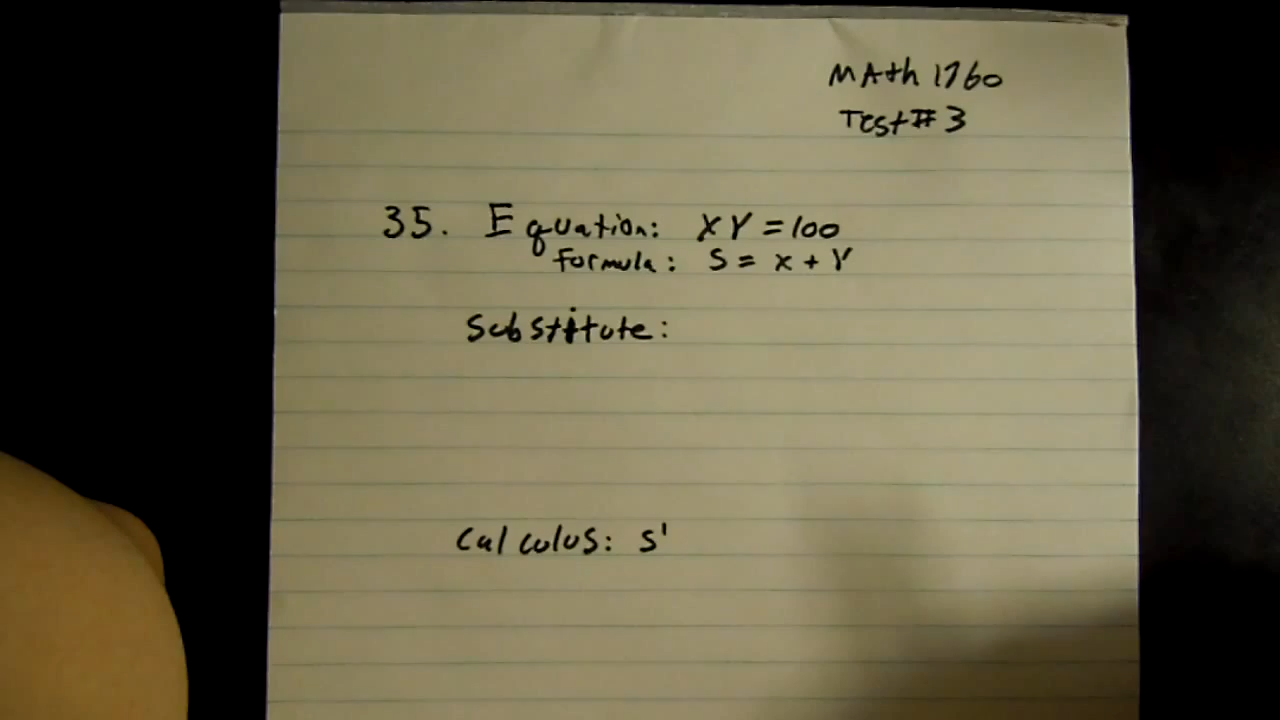 MAth 1760
Test# 3
35. Equation: XY = 100
Formula: S = x + Y
Substitute:
Calculus: S'